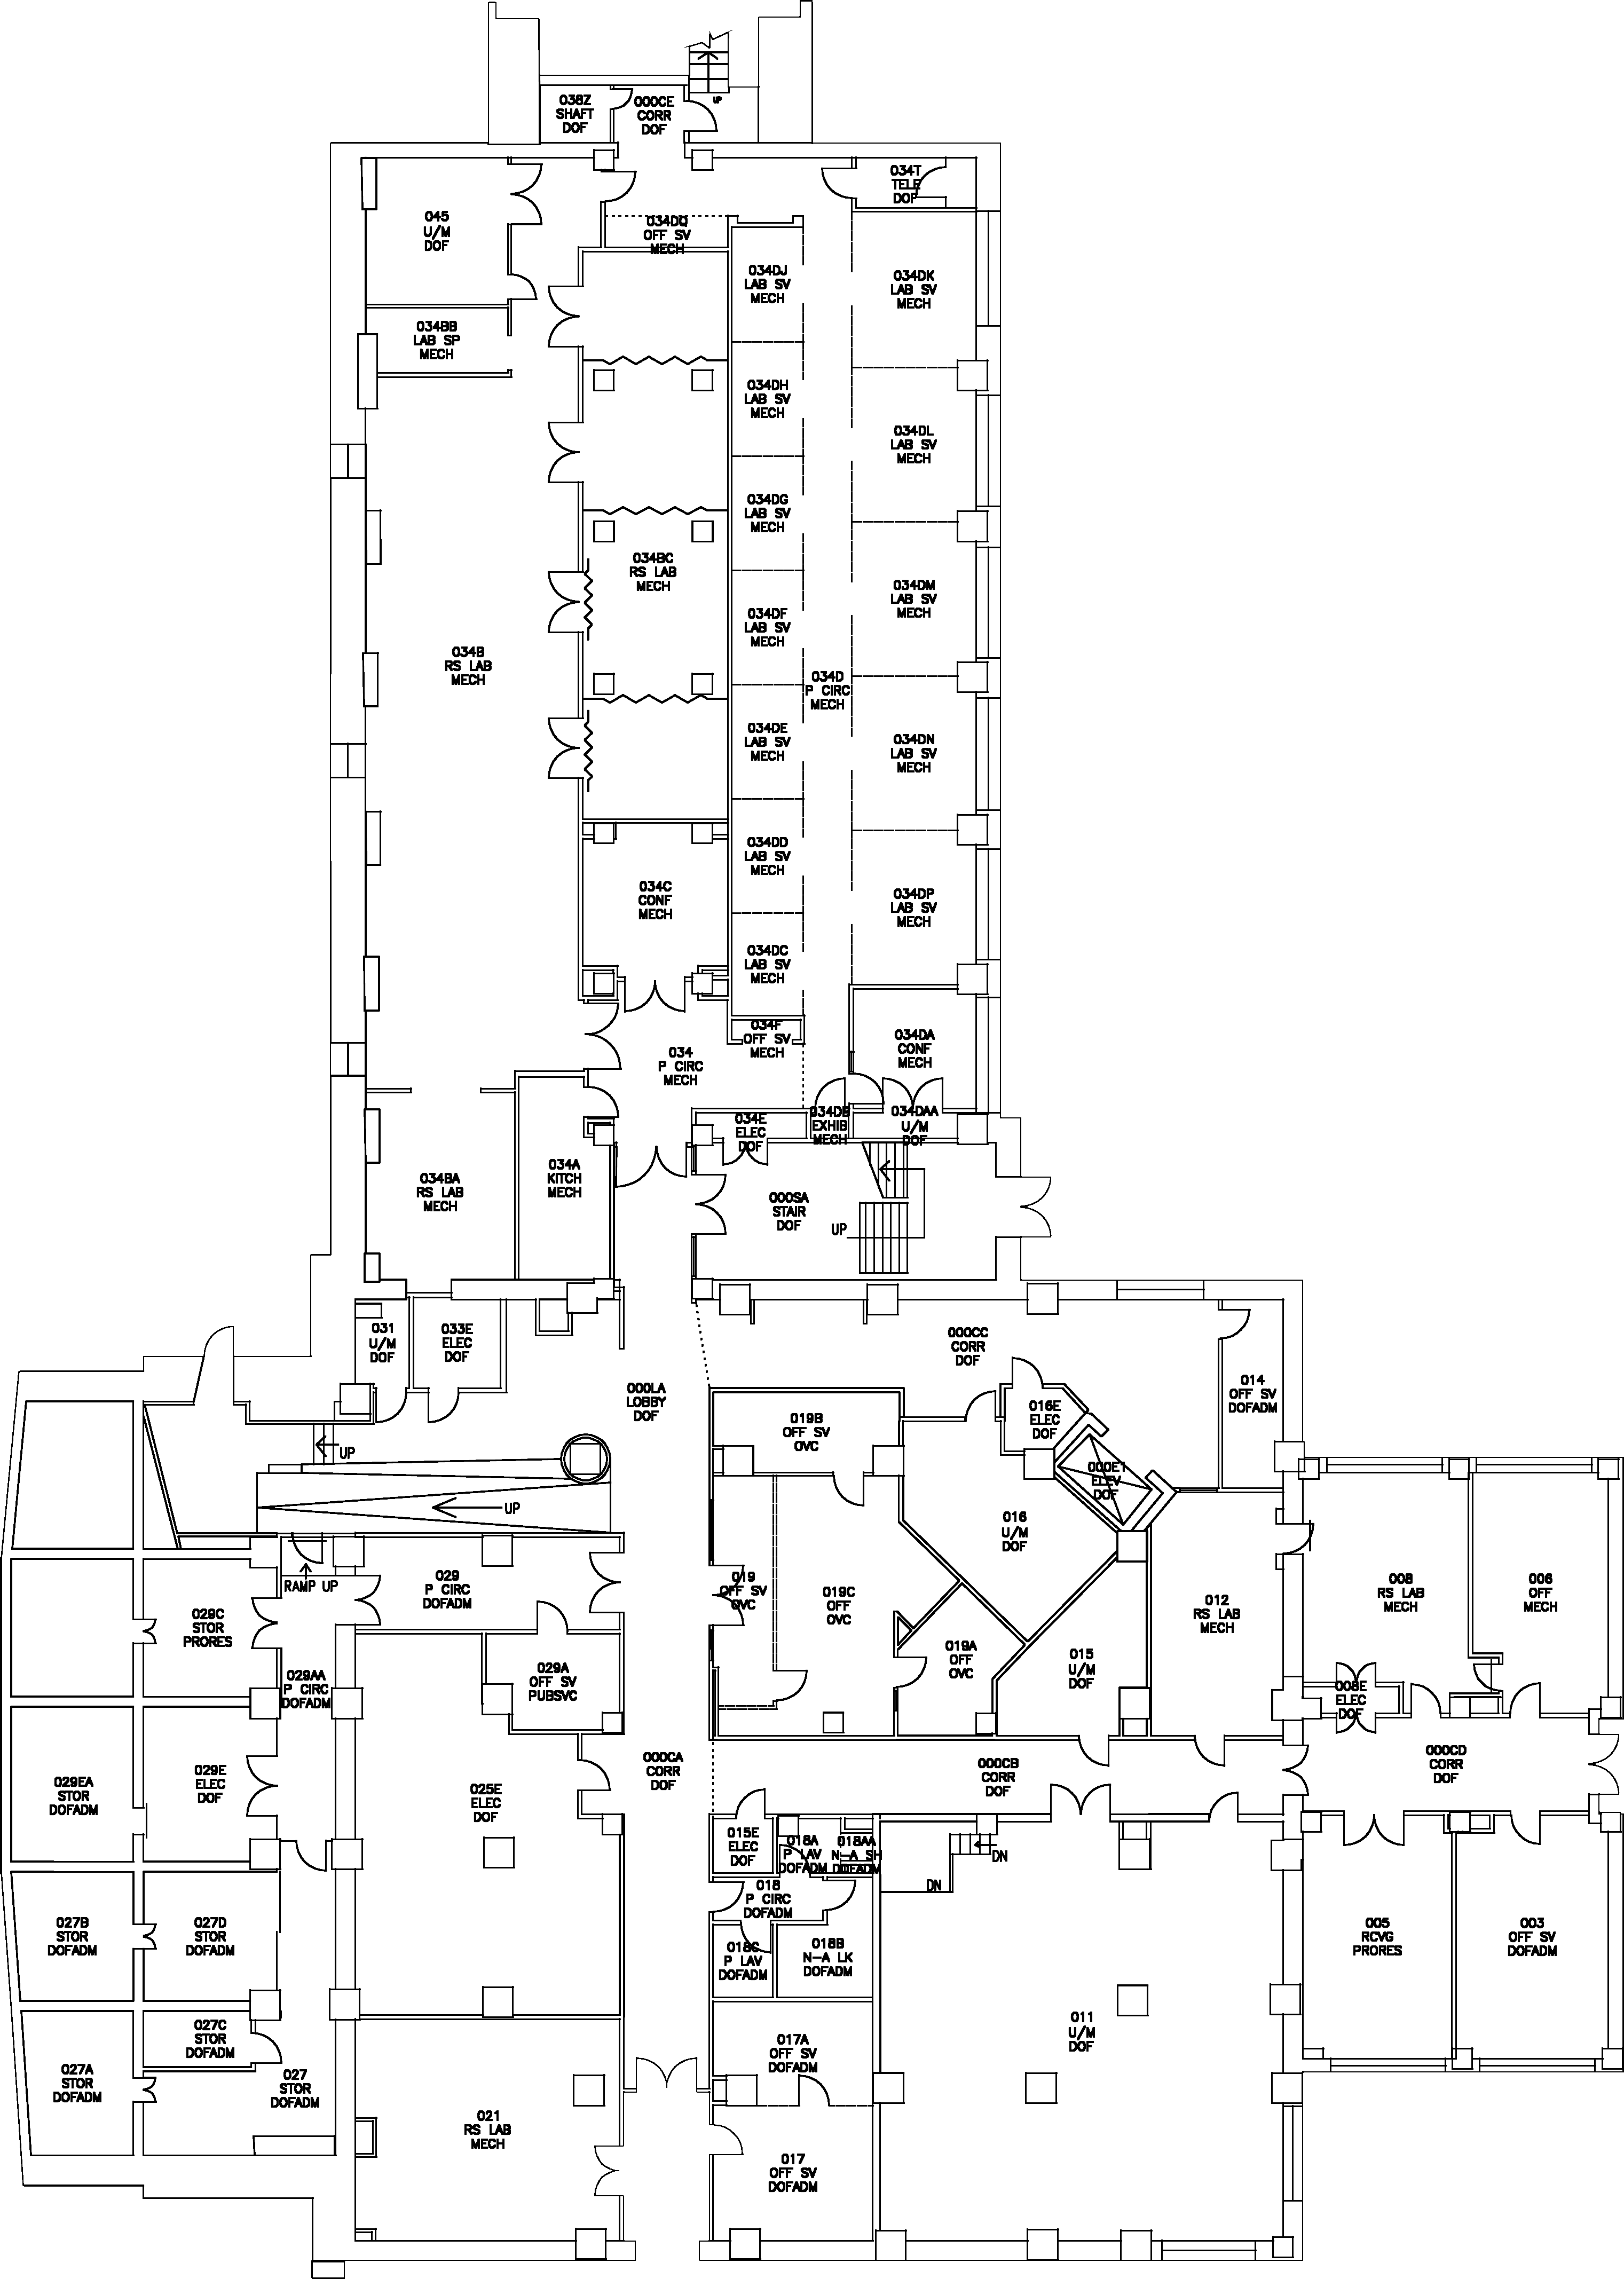 038Z
SHAFT
DOF
000CE
CORR
DOF
UP
034T
TELE
DOF
045
U/M
DOF
034DQ
OFF SV
MECH
034DJ
LAB SV
MECH
034DK
LAB SV
MECH
034BB
LAB SP
MECH
034DH
LAB SV
MECH
034DL
LAB SV
MECH
034DG
LAB SV
MECH
034BC
RS LAB
MECH
034DM
LAB SV
MECH
034DF
LAB SV
MECH
034B
RS LAB
MECH
034D
P CIRC
MECH
034DE
LAB SV
MECH
034DN
LAB SV
MECH
034DD
LAB SV
MECH
034C
CONF
MECH
034DP
LAB SV
MECH
034DC
LAB SV
MECH
034F
OFF SV
MECH
034DA
CONF
MECH
034
P CIRC
MECH
034E
ELEC
DOF
034DB
EXHIB
MECH
034DAA
U/M
DOF
034BA
RS LAB
MECH
034A
KITCH
MECH
000SA
STAIR
DOF
UP
031
U/M
DOF
033E
ELEC
DOF
000CC
CORR
DOF
000LA
LOBBY
DOF
014
OFF SV
DOFADM
019B
OFF SV
OVC
016E
ELEC
DOF
UP
000E1
ELEV
DOF
UP
016
U/M
DOF
RAMP UP
029
P CIRC
DOFADM
019
OFF SV
OVC
019C
OFF
OVC
008
RS LAB
MECH
006
OFF
MECH
029C
STOR
PRORES
012
RS LAB
MECH
029AA
P CIRC
DOFADM
029A
OFF SV
PUBSVC
019A
OFF
OVC
015
U/M
DOF
008E
ELEC
DOF
029EA
STOR
DOFADM
029E
ELEC
DOF
025E
ELEC
DOF
000CA
CORR
DOF
000CB
CORR
DOF
000CD
CORR
DOF
015E
ELEC
DOF
018A
P LAV
DOFADM
018AA
N-A SH
DOFADM
DN
DN
018
P CIRC
DOFADM
027B
STOR
DOFADM
027D
STOR
DOFADM
018C
P LAV
DOFADM
018B
N-A LK
DOFADM
005
RCVG
PRORES
003
OFF SV
DOFADM
027C
STOR
DOFADM
017A
OFF SV
DOFADM
011
U/M
DOF
027A
STOR
DOFADM
027
STOR
DOFADM
021
RS LAB
MECH
017
OFF SV
DOFADM